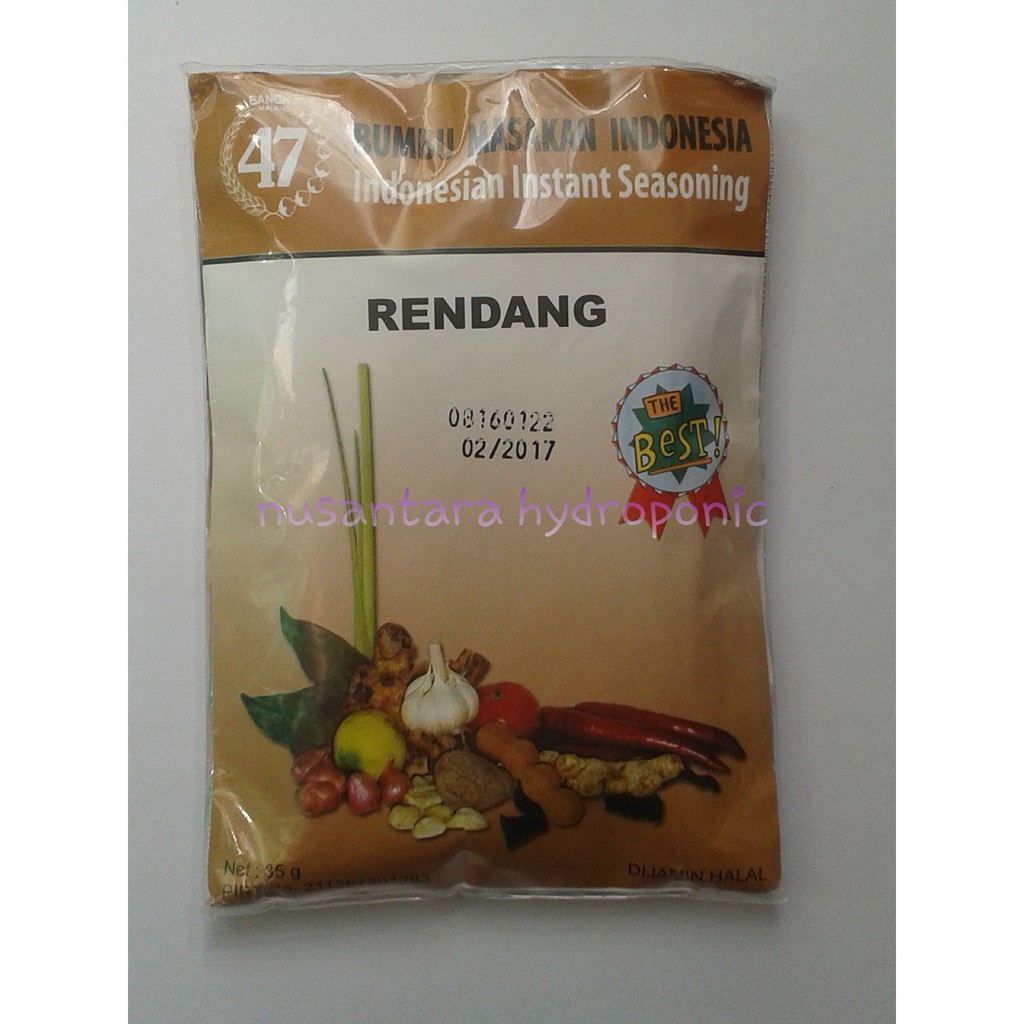 47
BUMBU MASAKAN INDONESIA
Indonesian Instant Seasoning
RENDANG
08160122
02/2017
THE
BEST!
nusantara hydroponic
Net : 35 g
DIJAMIN HALAL